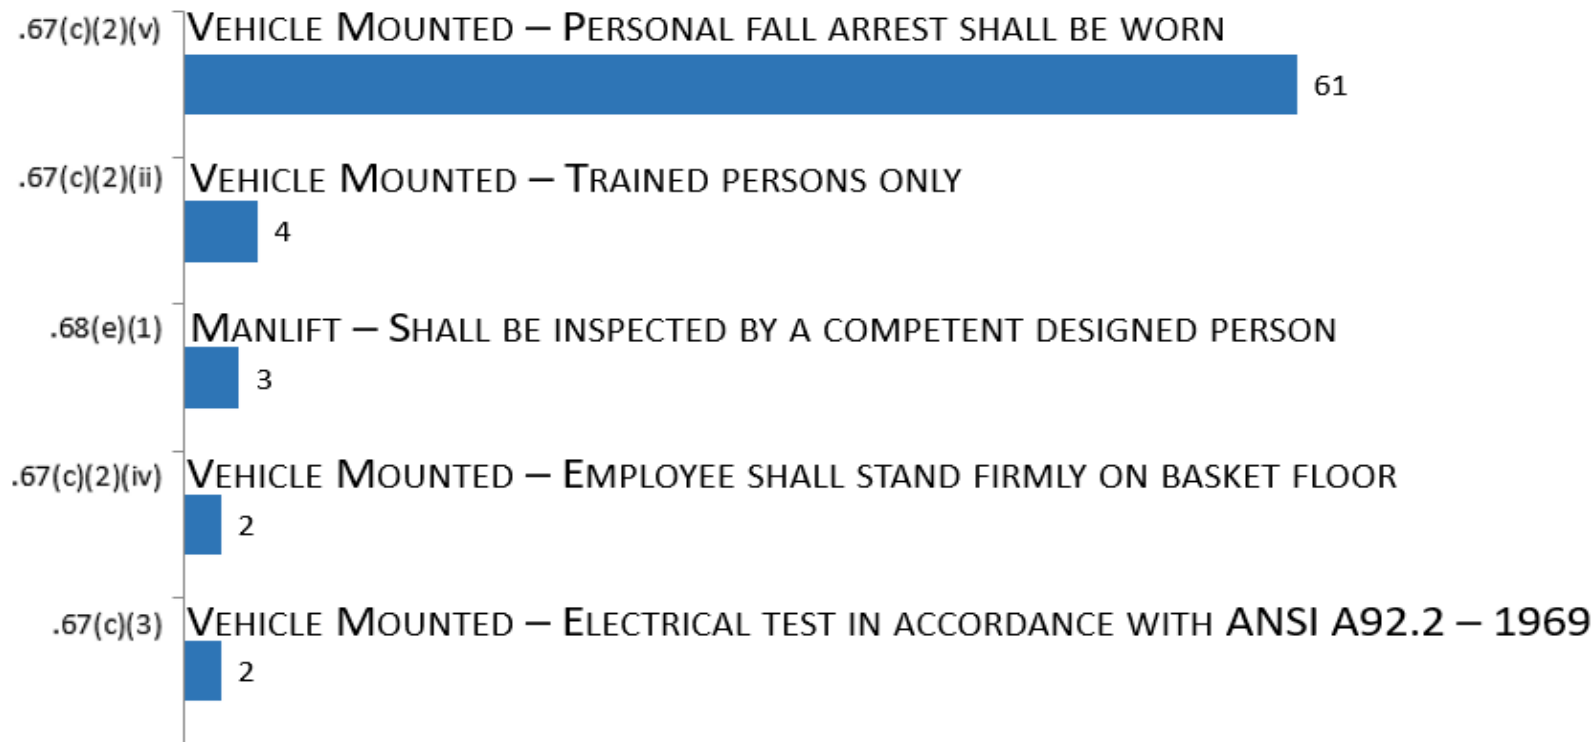 .67(c)(2)(v) Vehicle Mounted – Personal fall arrest shall be worn
61
.67(c)(2)(ii) Vehicle Mounted – Trained persons only
4
.68(e)(1) Manlift – Shall be inspected by a competent designed person
3
.67(c)(2)(iv) Vehicle Mounted – Employee shall stand firmly on basket floor
2
.67(c)(3) Vehicle Mounted – Electrical test in accordance with ANSI A92.2 – 1969
2